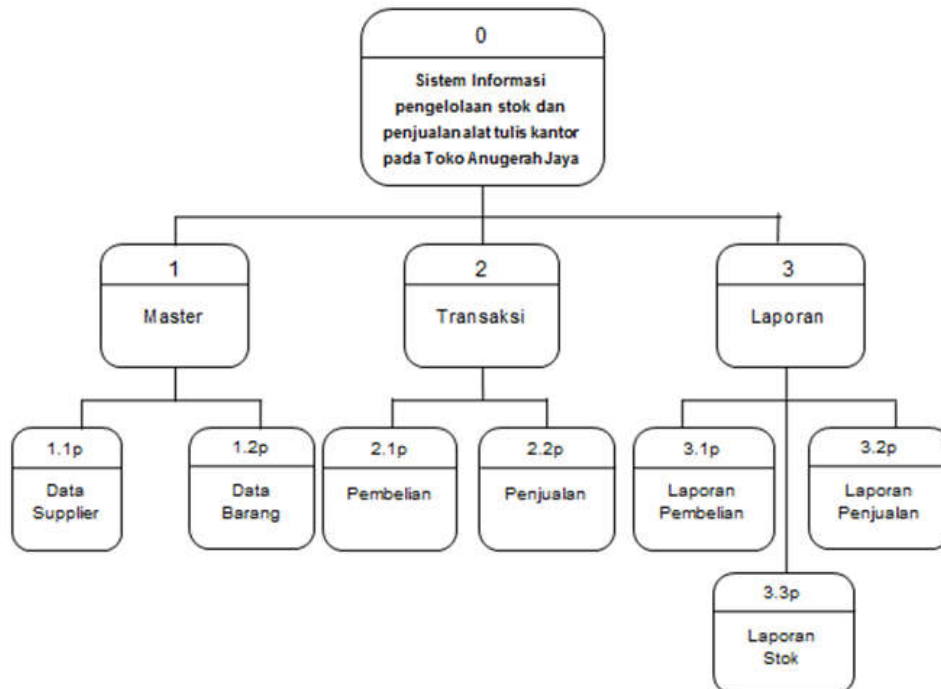 0
Sistem Informasi
pengelolaan stok dan
penjualan alat tulis kantor
pada Toko Anugerah Jaya
1
Master
2
Transaksi
3
Laporan
1.1p
Data
Supplier
1.2p
Data
Barang
2.1p
Pembelian
2.2p
Penjualan
3.1p
Laporan
Pembelian
3.2p
Laporan
Penjualan
3.3p
Laporan
Stok